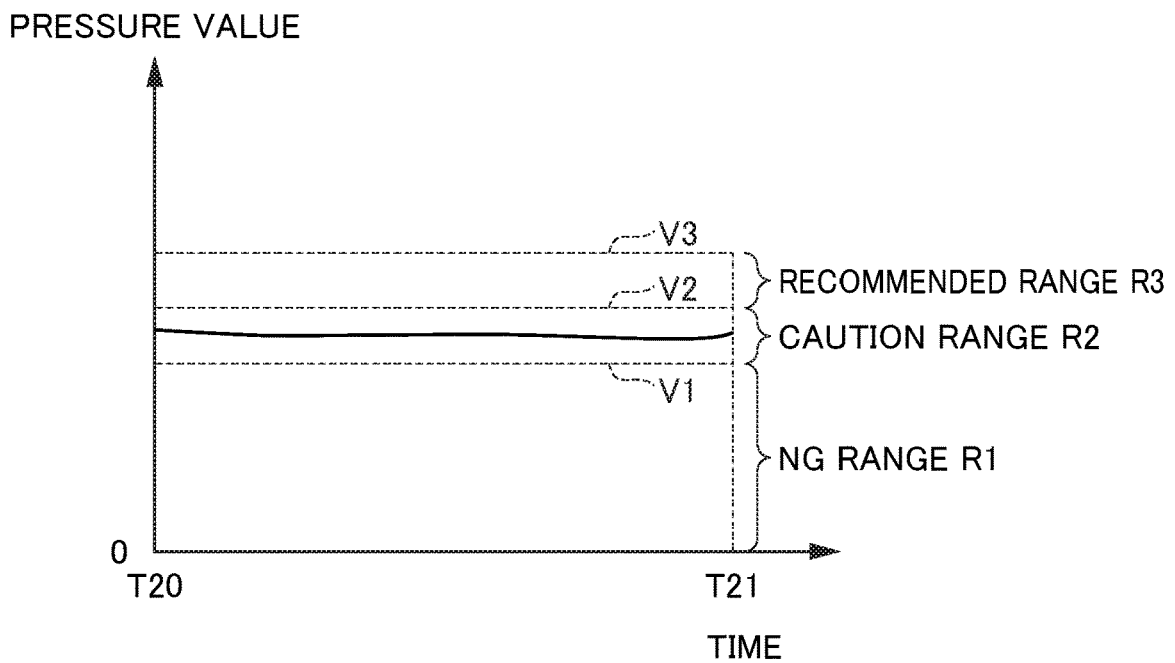 PRESSURE VALUE
V3
RECOMMENDED RANGE R3
V2
CAUTION RANGE R2
V1
NG RANGE R1
0
T20
T21
TIME